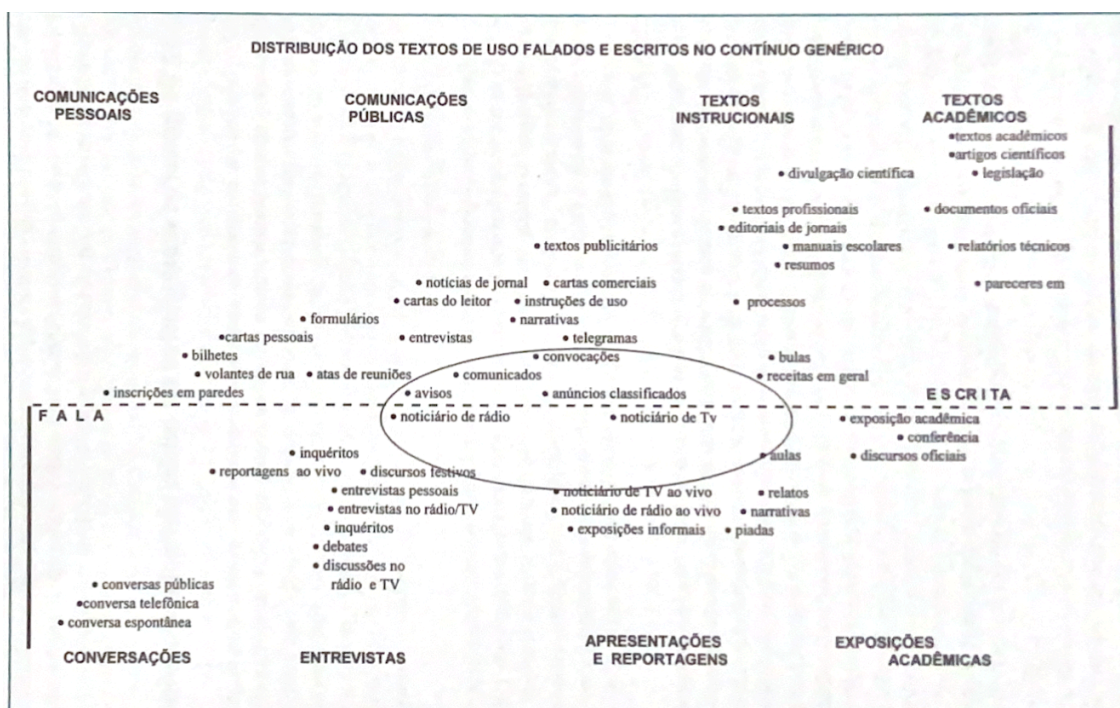 DISTRIBUIÇÃO DOS TEXTOS DE USO FALADOS E ESCRITOS NO CONTÍNUO GENÉRICO
COMUNICAÇÕES
PESSOAIS
COMUNICAÇÕES
PÚBLICAS
TEXTOS
INSTRUCIONAIS
TEXTOS
ACADÊMICOS
•textos acadêmicos
•artigos científicos
• divulgação científica
• legislação
• textos profissionais
• documentos oficiais
• editoriais de jornais
• textos publicitários
• manuais escolares
• relatórios técnicos
• resumos
• notícias de jornal
• cartas comerciais
• pareceres em
• cartas do leitor
• instruções de uso
• processos
• formulários
• narrativas
•cartas pessoais
• entrevistas
• telegramas
• bilhetes
• convocações
• bulas
• volantes de rua
• atas de reuniões
• comunicados
• receitas em geral
• inscrições em paredes
• avisos
• anúncios classificados
ESCRITA
FALA
• noticiário de rádio
• noticiário de Tv
• exposição acadêmica
• conferência
• inquéritos
• aulas
• discursos oficiais
• reportagens ao vivo
• discursos festivos
• entrevistas pessoais
• noticiário de TV ao vivo
• relatos
• entrevistas no rádio/TV
• noticiário de rádio ao vivo
• narrativas
• inquéritos
• exposições informais
• piadas
• debates
• discussões no
rádio e TV
• conversas públicas
•conversa telefônica
• conversa espontânea
CONVERSAÇÕES
ENTREVISTAS
APRESENTAÇÕES
E REPORTAGENS
EXPOSIÇÕES
ACADÊMICAS